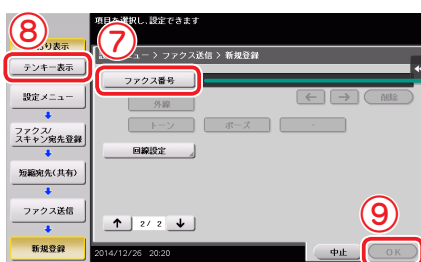 項目を選択し、設定できます
⑧
⑦
り表示
テンキー表示
ュー > ファクス送信 > 新規登録
ファクス番号
外線
← → 削除
トーン ポーズ -
設定メニュー
ファクス/
スキャン宛先登録
回線設定
短縮宛先(共有)
ファクス送信
↑ 2/ 2 ↓
⑨
新規登録
2014/12/26 20:20
中止 OK